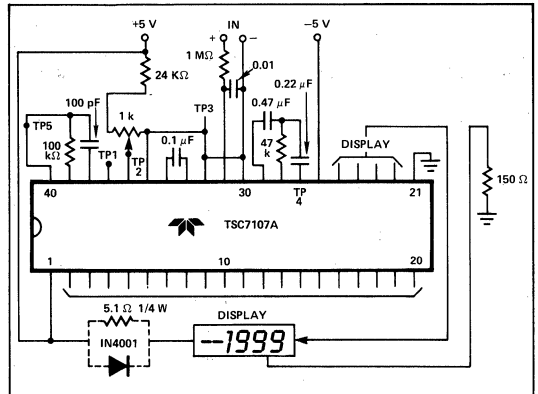 +5 V
IN
−5 V
+
−
1 MΩ
0.01
24 KΩ
0.22 μF
100 pF
0.47 μF
TP5
1 k
TP3
100
kΩ
TP1
TP
2
0.1 μF
47
k
TP
4
DISPLAY
150 Ω
40
30
21
TSC7107A
1
10
20
5.1 Ω 1/4 W
IN4001
DISPLAY
--1999